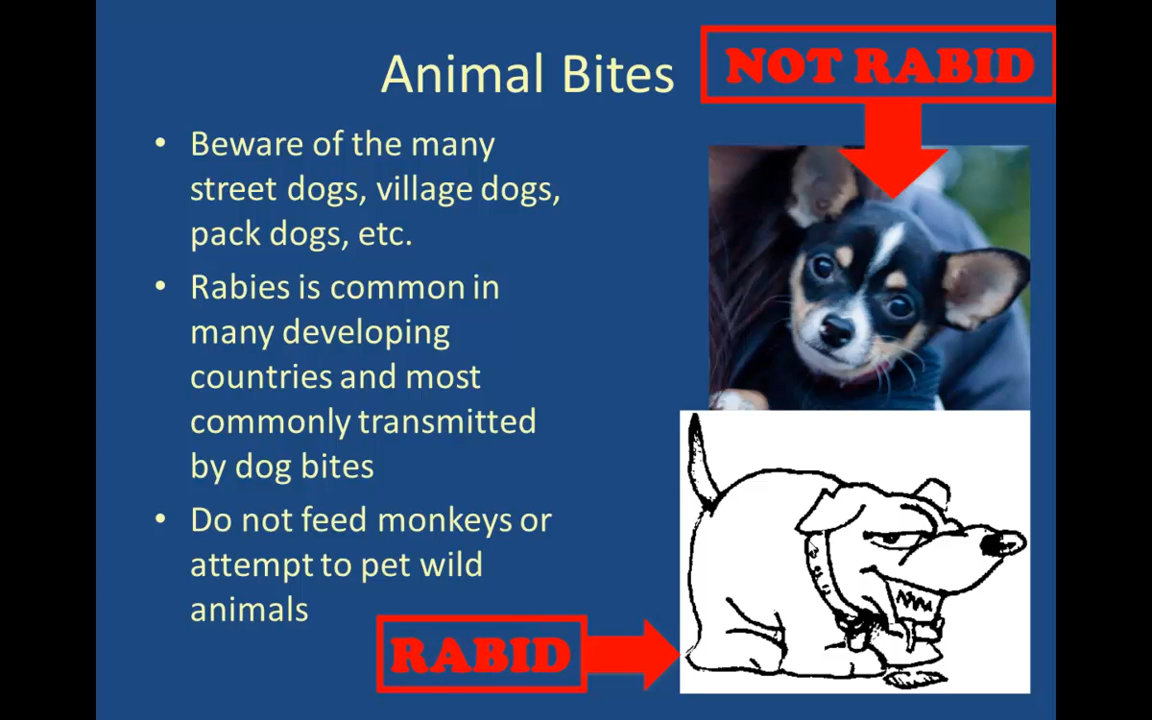 Animal Bites
NOT RABID
• Beware of the many
street dogs, village dogs,
pack dogs, etc.
• Rabies is common in
many developing
countries and most
commonly transmitted
by dog bites
• Do not feed monkeys or
attempt to pet wild
animals
RABID